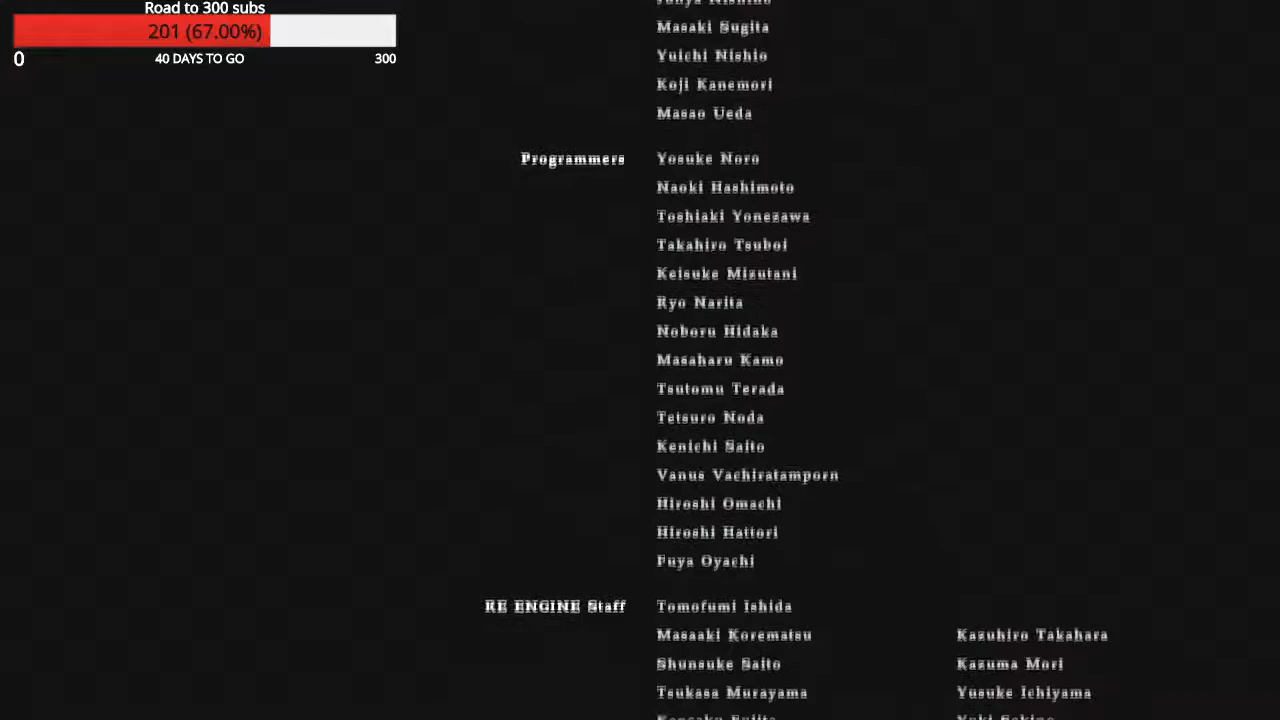 Road to 300 subs
201 (67.00%)
0 40 DAYS TO GO 300
Masaki Sugita
Yuichi Nishio
Koji Kanemori
Masao Ueda
Programmers Yosuke Noro
Naoki Hashimoto
Toshiaki Yonezawa
Takahiro Tsuboi
Keisuke Mizutani
Ryo Narita
Noboru Hidaka
Masaharu Kamo
Tsutomu Terada
Tetsuro Noda
Kenichi Saito
Vanus Vachiratamporn
Hiroshi Omachi
Hiroshi Hattori
Fuya Oyachi
RE ENGINE Staff Tomofumi Ishida
Masaaki Korematsu Kazuhiro Takahara
Shunsuke Saito Kazuma Mori
Tsukasa Murayama Yusuke Ichiyama